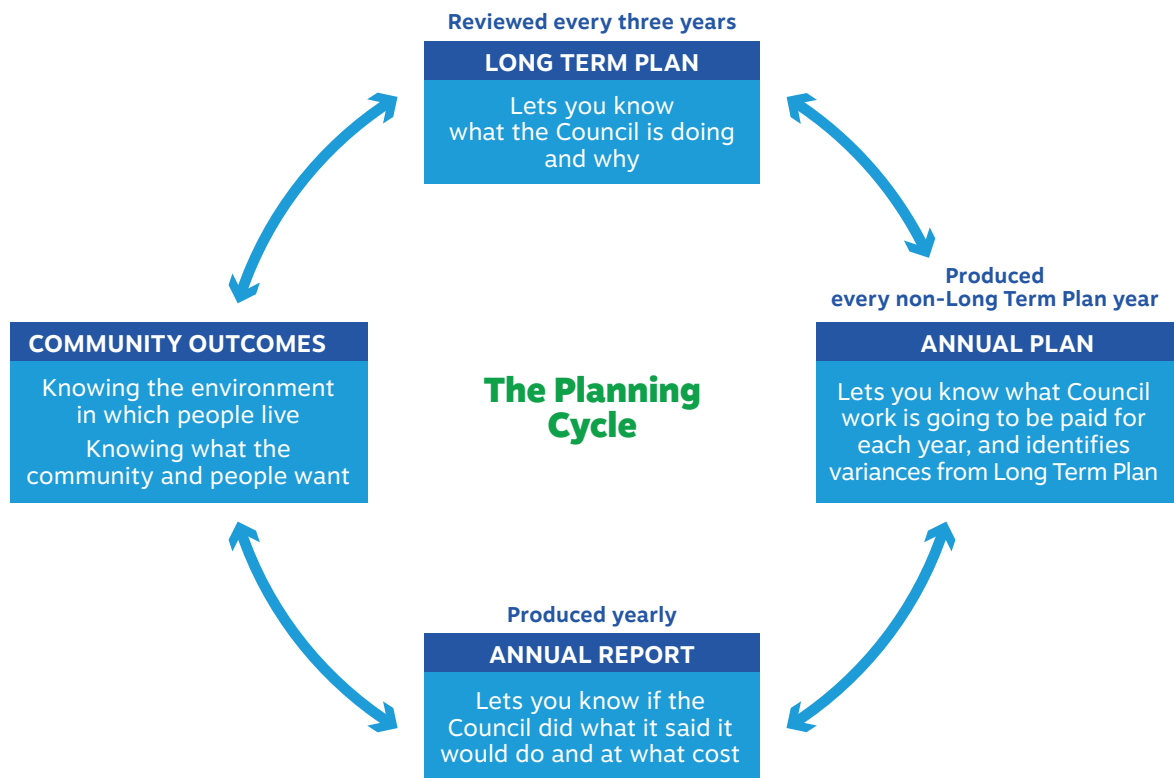 Reviewed every three years
LONG TERM PLAN
Lets you know
what the Council is doing
and why
Produced
every non-Long Term Plan year
ANNUAL PLAN
Lets you know what Council
work is going to be paid for
each year, and identifies
variances from Long Term Plan
COMMUNITY OUTCOMES
Knowing the environment
in which people live
Knowing what the
community and people want
The Planning
Cycle
Produced yearly
ANNUAL REPORT
Lets you know if the
Council did what it said it
would do and at what cost